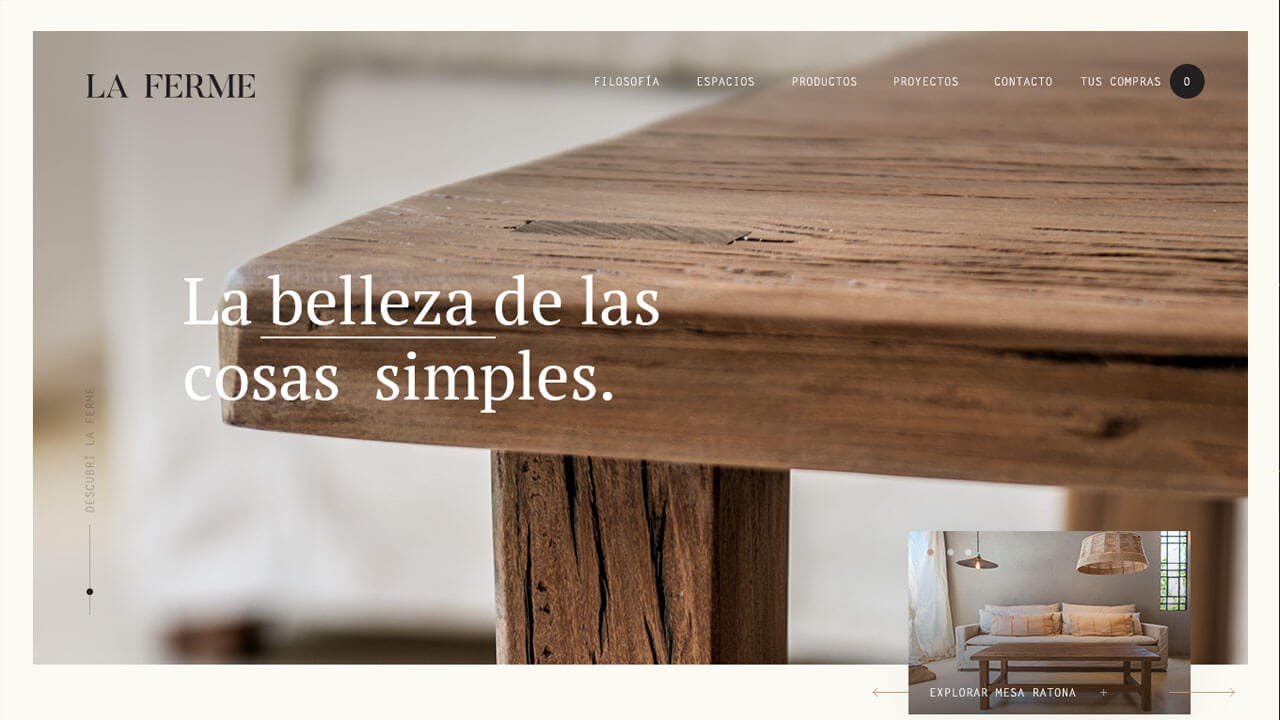 LA FERME
FILOSOFÍA ESPACIOS PRODUCTOS PROYECTOS CONTACTO TUS COMPRAS 0
La belleza de las
cosas simples.
DESCUBRÍ LA FERME
EXPLORAR MESA RATONA +